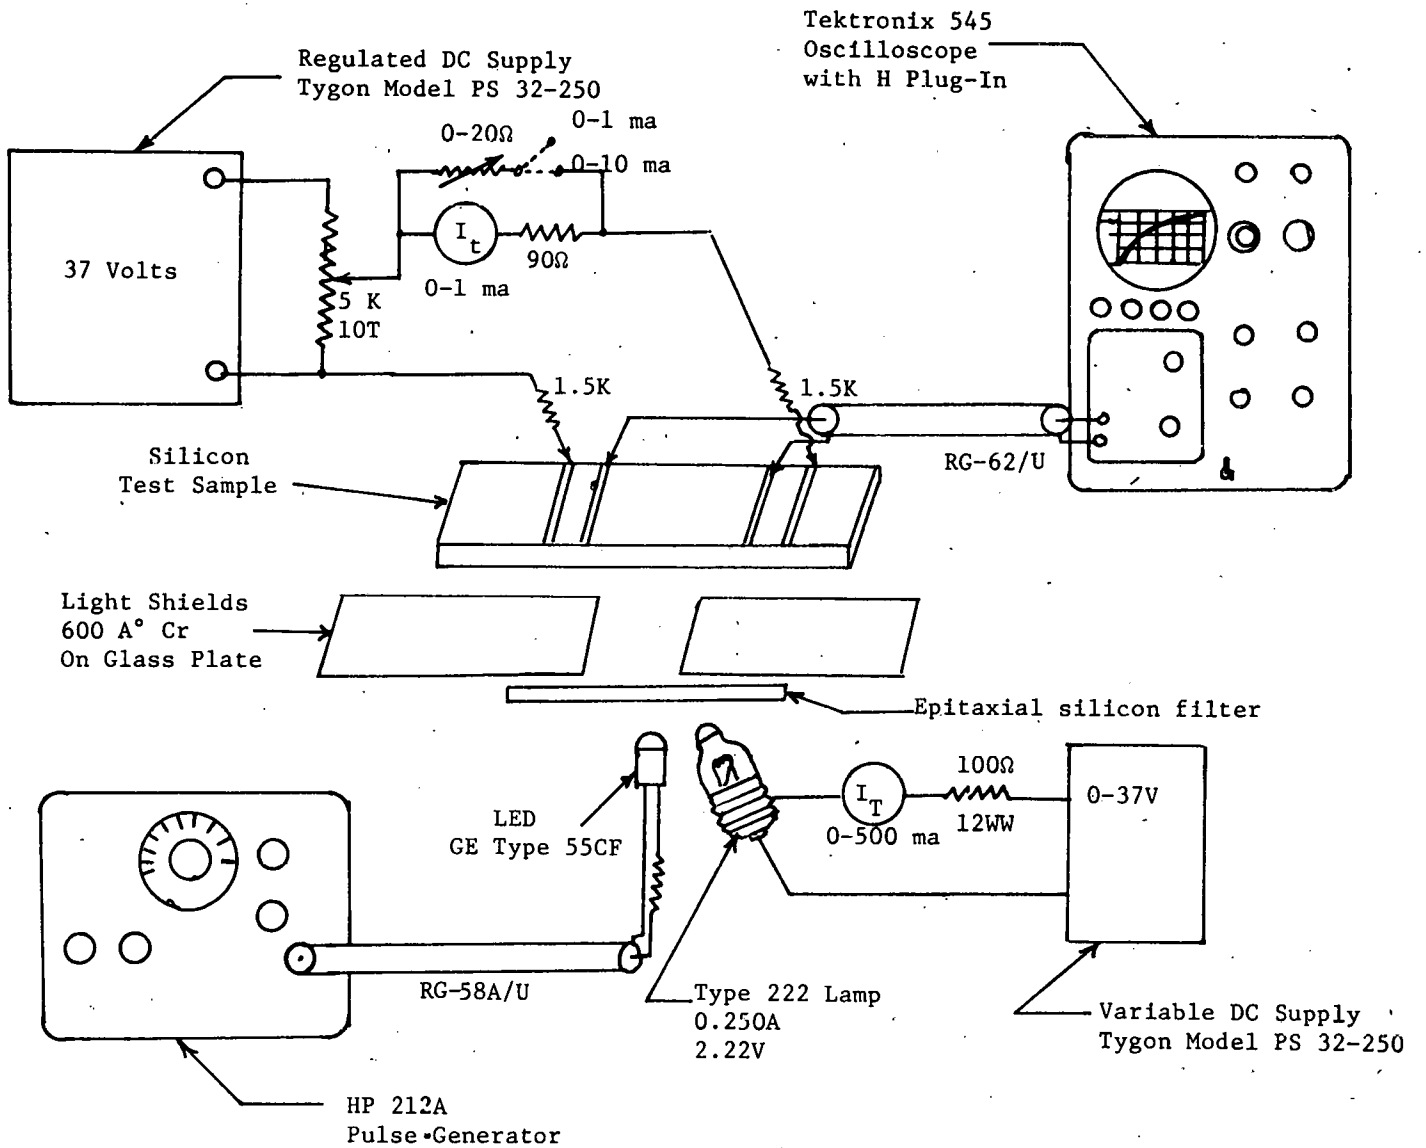 Tektronix 545
Oscilloscope
with H Plug-In
Regulated DC Supply
Tygon Model PS 32-250
0-20Ω
0-1 ma
0-10 ma
37 Volts
I t
90Ω
0-1 ma
5 K
10T
1.5K
1.5K
RG-62/U
Silicon
Test Sample
Light Shields
600 A° Cr
On Glass Plate
Epitaxial silicon filter
LED
GE Type 55CF
I T
0-500 ma
100Ω
12WW
0-37V
RG-58A/U
Type 222 Lamp
0.250A
2.22V
Variable DC Supply
Tygon Model PS 32-250
HP 212A
Pulse-Generator